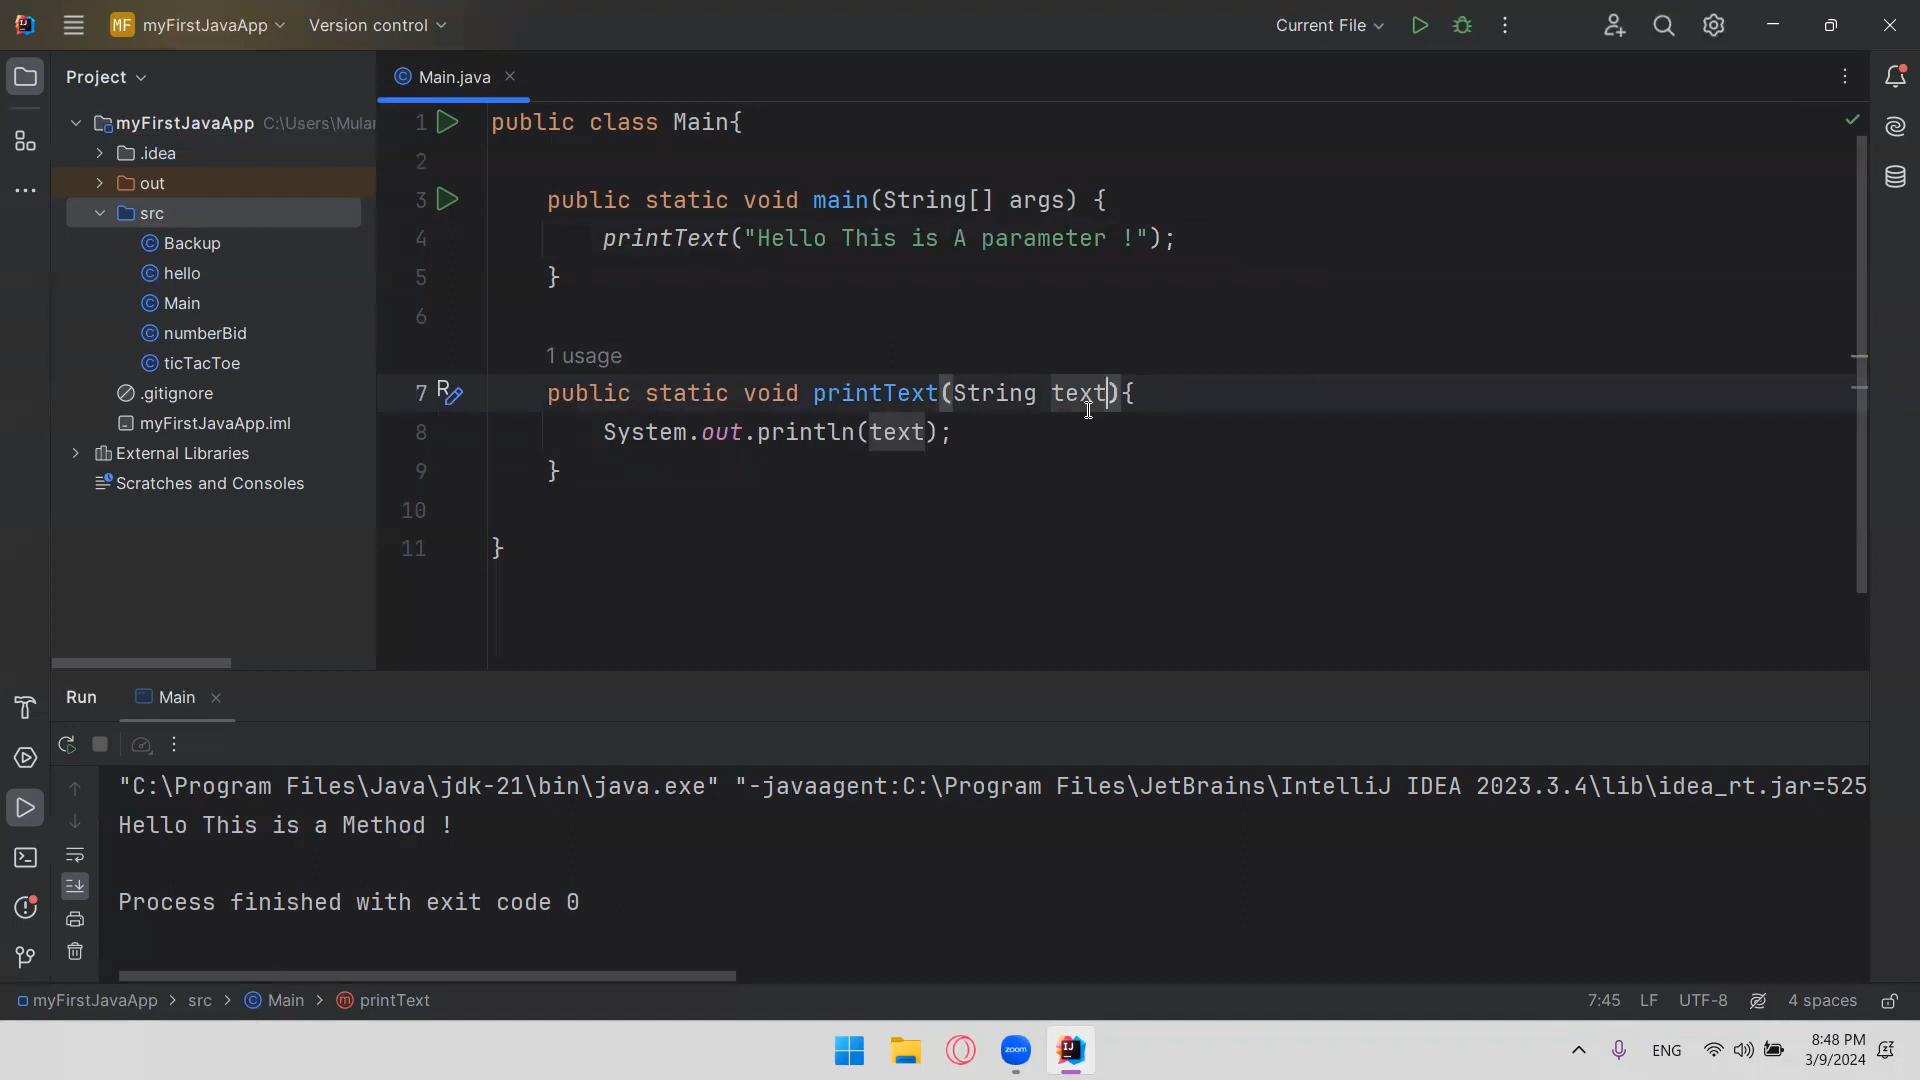 MF myFirstJavaApp Version control Current File
Project Main.java
myFirstJavaApp C:\Users\Mular
.idea
out
src
Backup
hello
Main
numberBid
ticTacToe
.gitignore
myFirstJavaApp.iml
External Libraries
Scratches and Consoles
1 public class Main{
2
3 public static void main(String[] args) {
4 printText("Hello This is A parameter !");
5 }
6
1 usage
7 public static void printText(String text){
8 System.out.println(text);
9 }
10
11 }
Run Main
"C:\Program Files\Java\jdk-21\bin\java.exe" "-javaagent:C:\Program Files\JetBrains\IntelliJ IDEA 2023.3.4\lib\idea_rt.jar=525
Hello This is a Method !
Process finished with exit code 0
myFirstJavaApp > src > Main > printText 7:45 LF UTF-8 4 spaces
zoom IJ ENG 8:48 PM
3/9/2024